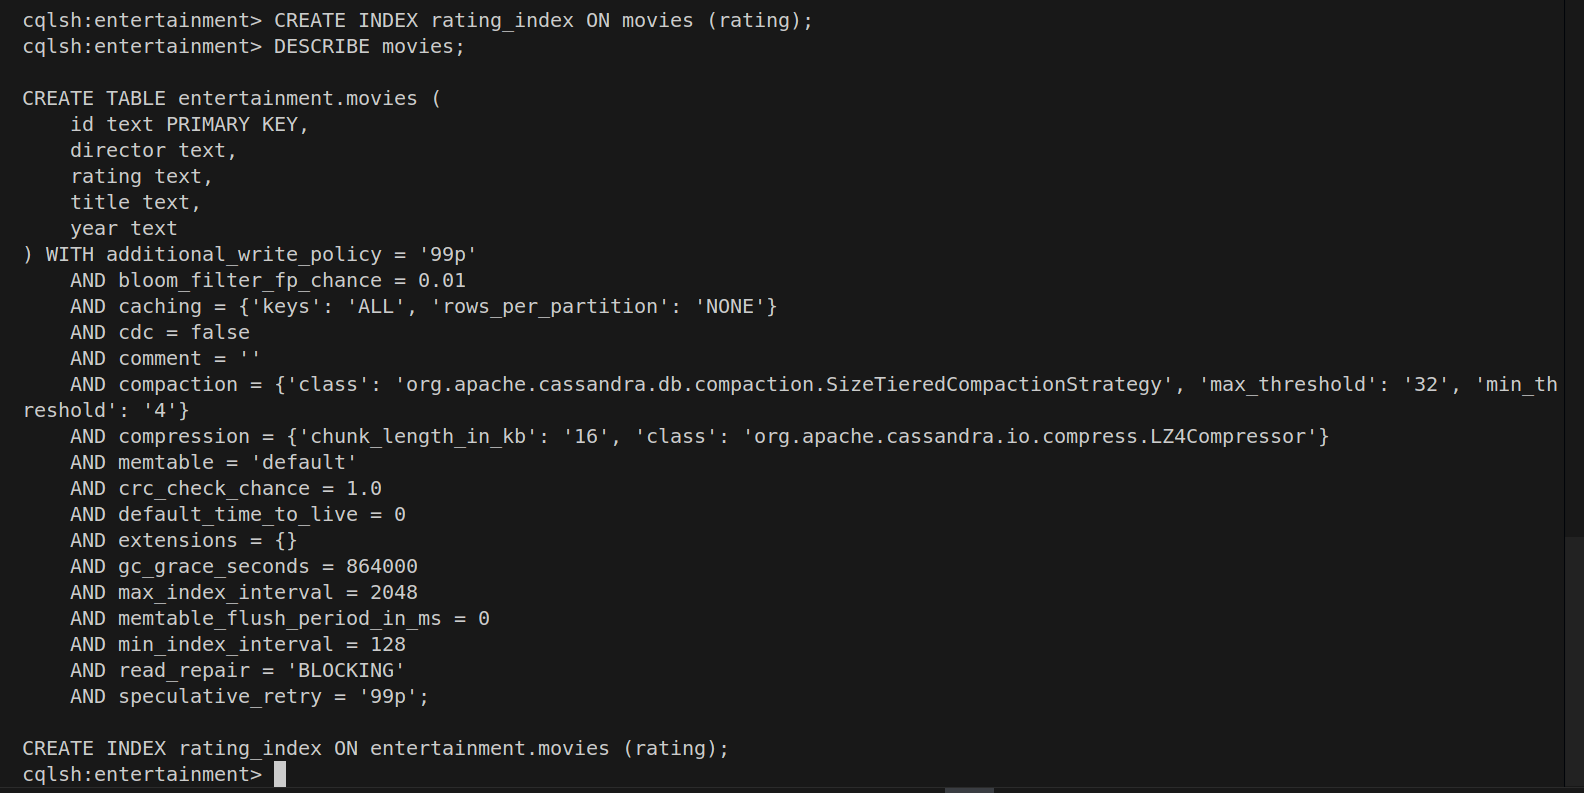 cqlsh:entertainment> CREATE INDEX rating_index ON movies (rating);
cqlsh:entertainment> DESCRIBE movies;

CREATE TABLE entertainment.movies (
    id text PRIMARY KEY,
    director text,
    rating text,
    title text,
    year text
) WITH additional_write_policy = '99p'
    AND bloom_filter_fp_chance = 0.01
    AND caching = {'keys': 'ALL', 'rows_per_partition': 'NONE'}
    AND cdc = false
    AND comment = ''
    AND compaction = {'class': 'org.apache.cassandra.db.compaction.SizeTieredCompactionStrategy', 'max_threshold': '32', 'min_th
reshold': '4'}
    AND compression = {'chunk_length_in_kb': '16', 'class': 'org.apache.cassandra.io.compress.LZ4Compressor'}
    AND memtable = 'default'
    AND crc_check_chance = 1.0
    AND default_time_to_live = 0
    AND extensions = {}
    AND gc_grace_seconds = 864000
    AND max_index_interval = 2048
    AND memtable_flush_period_in_ms = 0
    AND min_index_interval = 128
    AND read_repair = 'BLOCKING'
    AND speculative_retry = '99p';

CREATE INDEX rating_index ON entertainment.movies (rating);
cqlsh:entertainment>